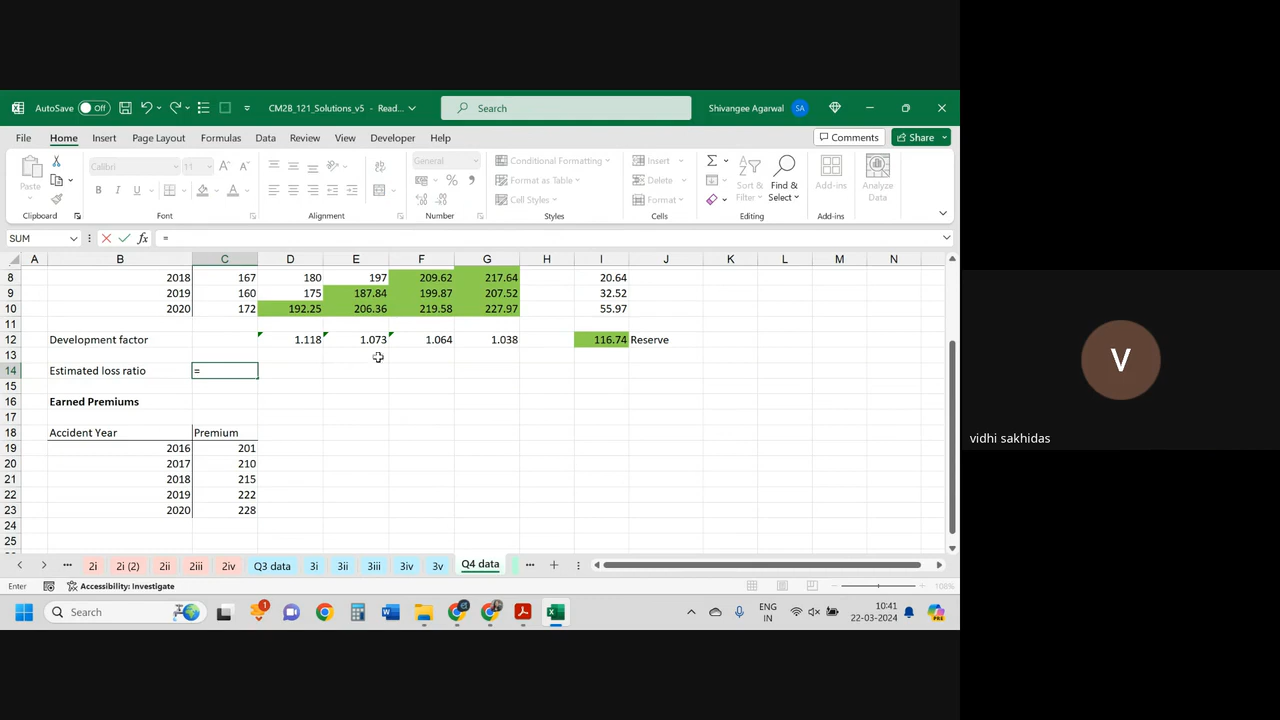 AutoSave Off CM2B_121_Solutions_v5 - Read... Search Shivangee Agarwal SA
File Home Insert Page Layout Formulas Data Review View Developer Help Comments Share
Paste Calibri 11 A A General Conditional Formatting Insert Σ
B I U A % , Format as Table Delete Sort & Filter Find & Select Add-ins Analyze Data
Cell Styles Format
Clipboard Font Alignment Number Styles Cells Editing Add-ins
SUM fx =
A B C D E F G H I J K L M N
8 2018 167 180 197 209.62 217.64 20.64
9 2019 160 175 187.84 199.87 207.52 32.52
10 2020 172 192.25 206.36 219.58 227.97 55.97
11
12 Development factor 1.118 1.073 1.064 1.038 116.74 Reserve
13
14 Estimated loss ratio =
15
16 Earned Premiums
17
18 Accident Year Premium
19 2016 201
20 2017 210
21 2018 215
22 2019 222
23 2020 228
24
25
... 2i 2i (2) 2ii 2iii 2iv Q3 data 3i 3ii 3iii 3iv 3v Q4 data ...
Enter Accessibility: Investigate 108%
Search 1 ENG IN 10:41 22-03-2024
V
vidhi sakhidas